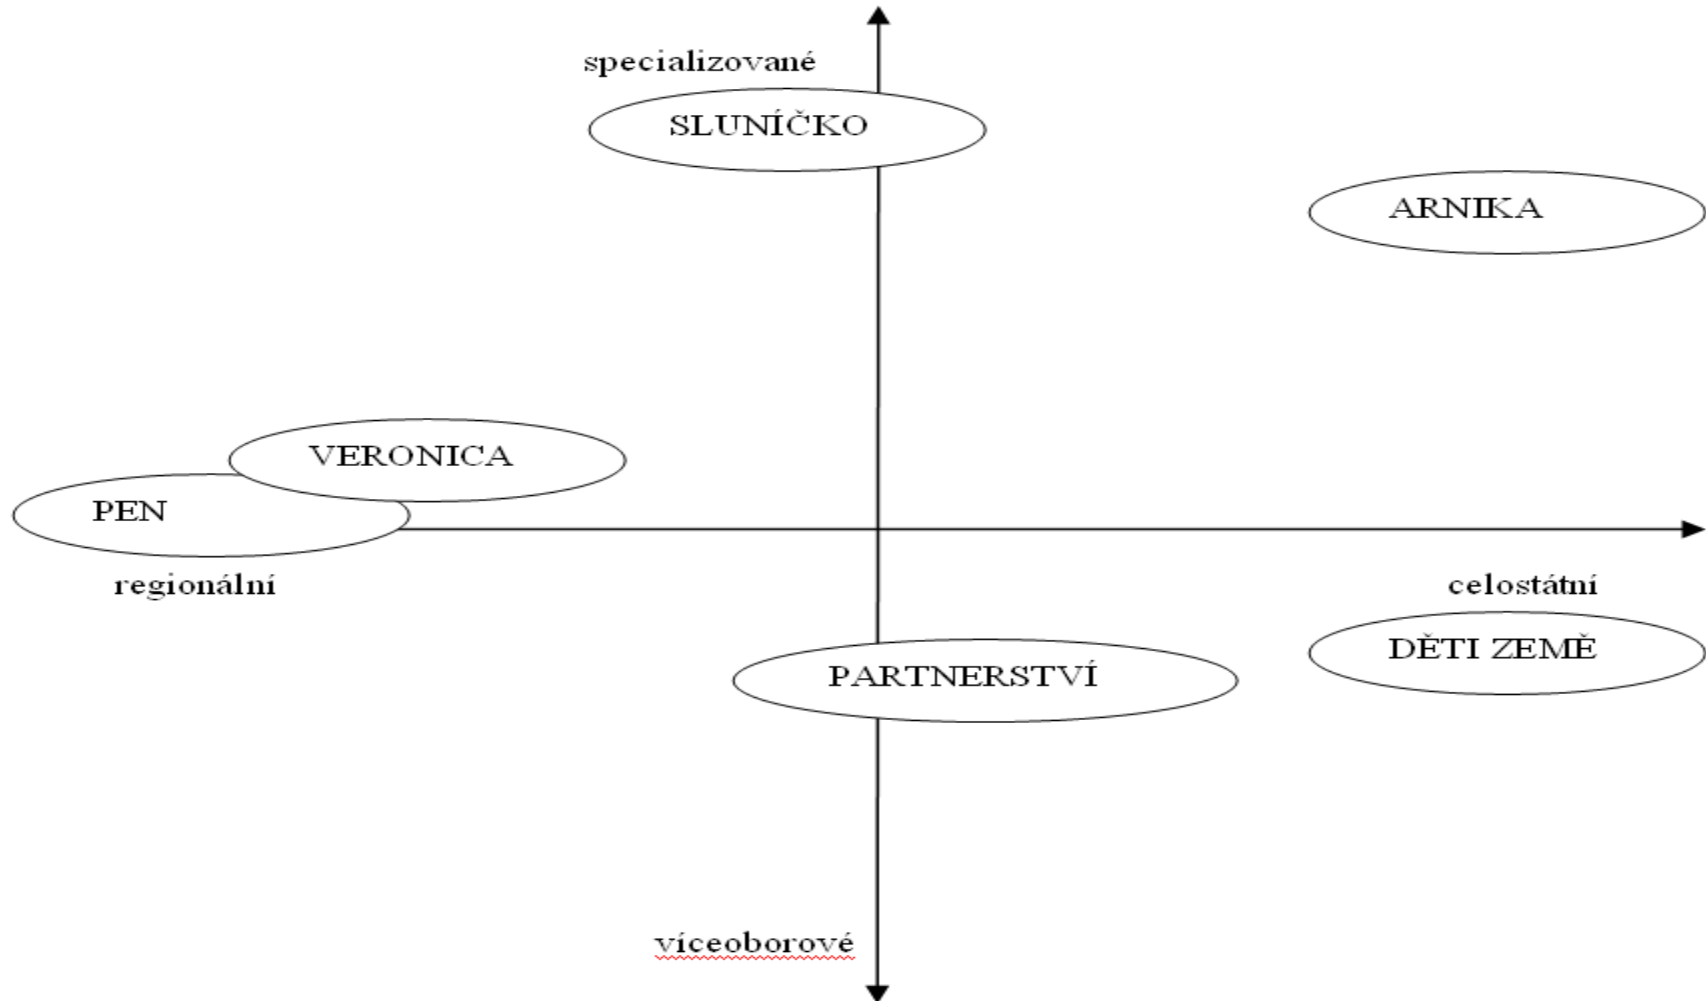 specializované
SLUNÍČKO
ARNIKA
VERONICA
PEN
regionální
celostátní
DĚTI ZEMĚ
PARTNERSTVÍ
víceoborové